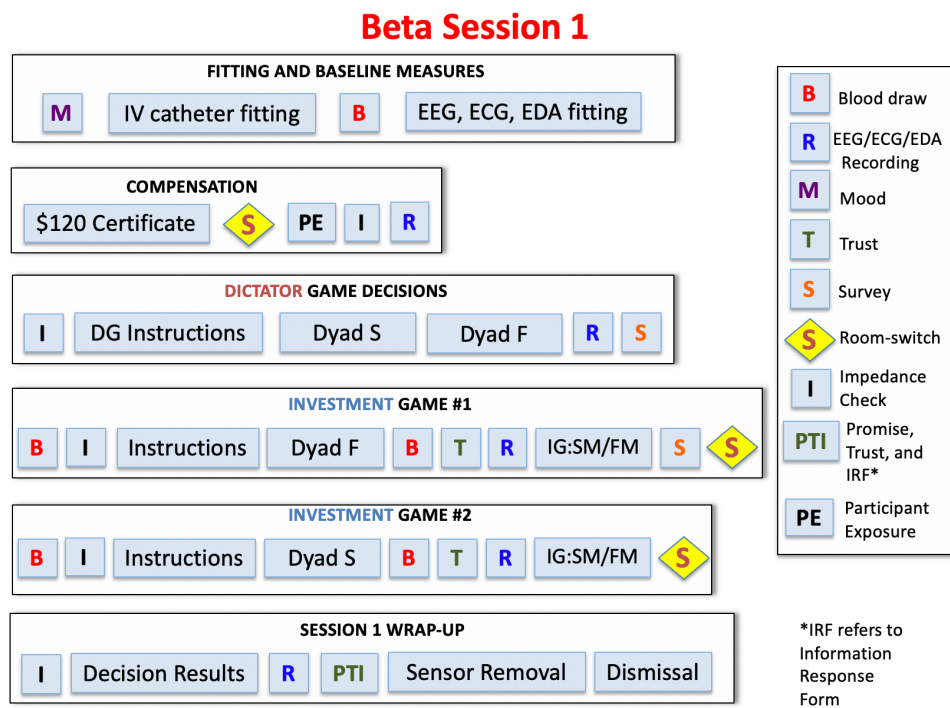 Beta Session 1
FITTING AND BASELINE MEASURES
M IV catheter fitting B EEG, ECG, EDA fitting
COMPENSATION
$120 Certificate S PE I R
DICTATOR GAME DECISIONS
I DG Instructions Dyad S Dyad F R S
INVESTMENT GAME #1
B I Instructions Dyad F B T R IG:SM/FM S S
INVESTMENT GAME #2
B I Instructions Dyad S B T R IG:SM/FM S
SESSION 1 WRAP-UP
I Decision Results R PTI Sensor Removal Dismissal
B Blood draw
R EEG/ECG/EDA
Recording
M Mood
T Trust
S Survey
S Room-switch
I Impedance
Check
PTI Promise,
Trust, and
IRF*
PE Participant
Exposure
*IRF refers to
Information
Response
Form